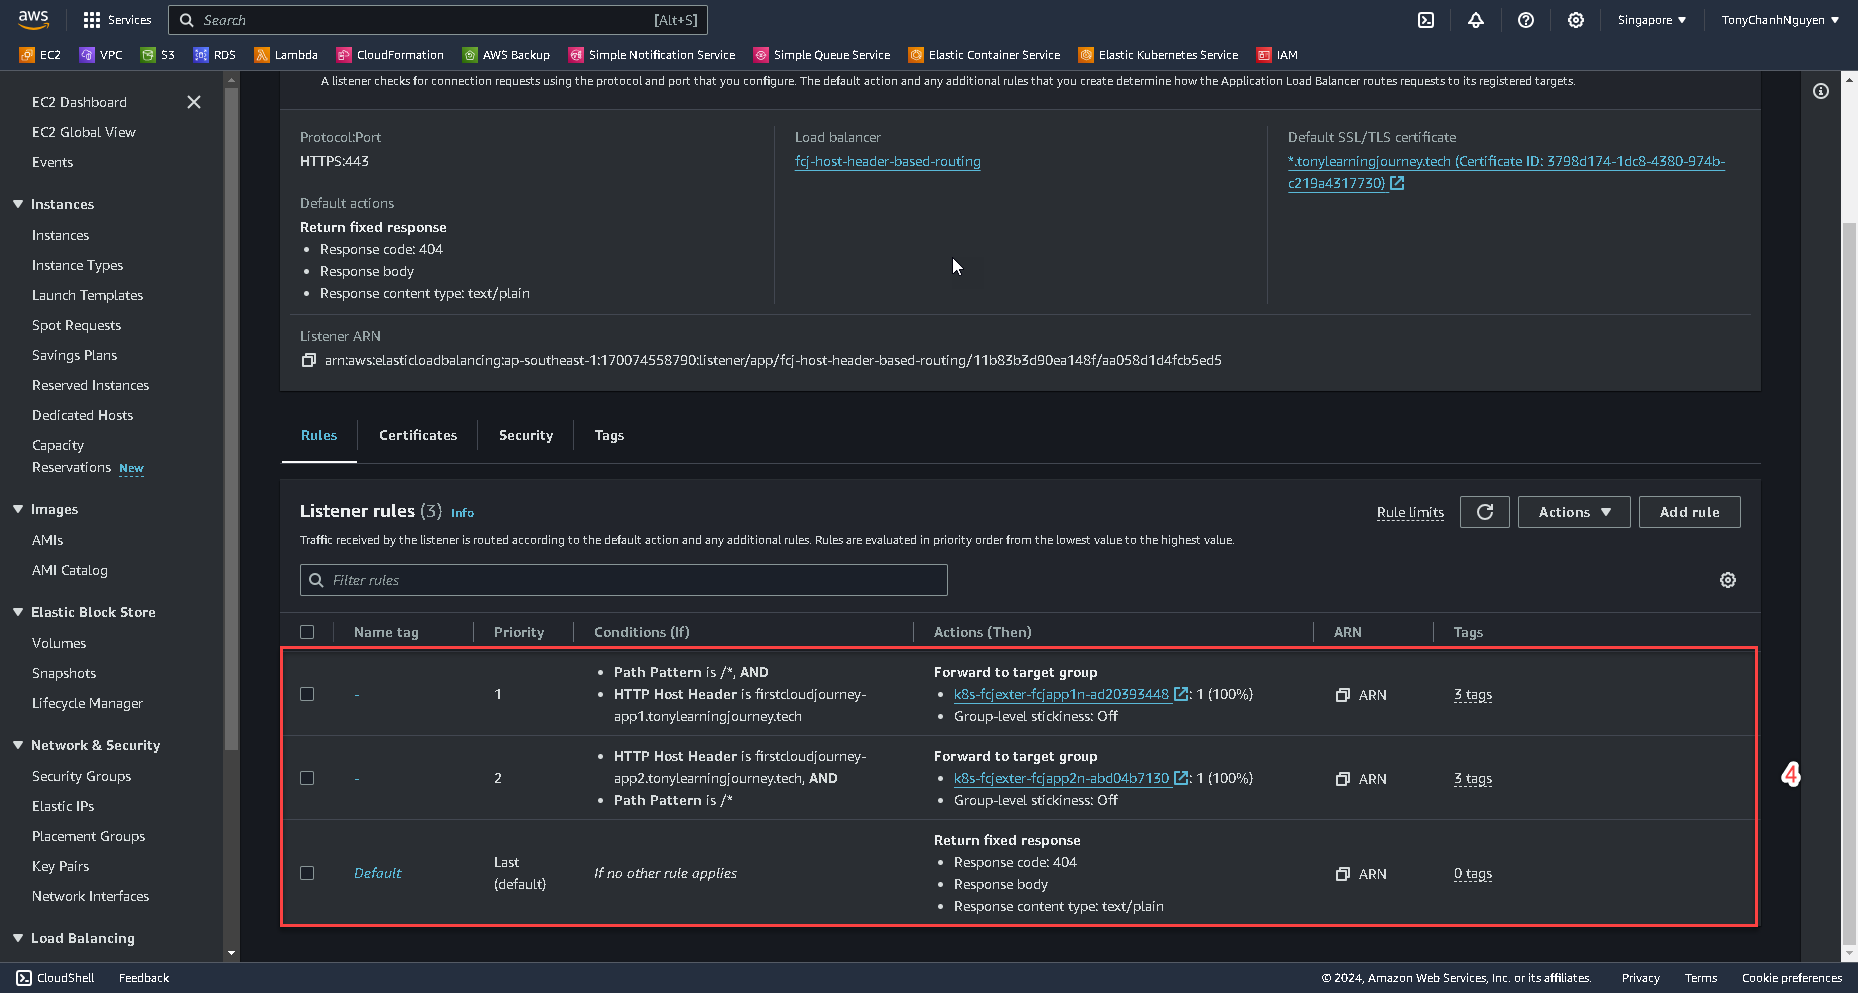 aws
Services
Search
[Alt+S]
Singapore
TonyChanhNguyen
EC2
VPC
S3
RDS
Lambda
CloudFormation
AWS Backup
Simple Notification Service
Simple Queue Service
Elastic Container Service
Elastic Kubernetes Service
IAM
EC2 Dashboard
EC2 Global View
Events
Instances
Instances
Instance Types
Launch Templates
Spot Requests
Savings Plans
Reserved Instances
Dedicated Hosts
Capacity
Reservations New
Images
AMIs
AMI Catalog
Elastic Block Store
Volumes
Snapshots
Lifecycle Manager
Network & Security
Security Groups
Elastic IPs
Placement Groups
Key Pairs
Network Interfaces
Load Balancing
A listener checks for connection requests using the protocol and port that you configure. The default action and any additional rules that you create determine how the Application Load Balancer routes requests to its registered targets.
Protocol:Port
HTTPS:443
Default actions
Return fixed response
• Response code: 404
• Response body
• Response content type: text/plain
Load balancer
fcj-host-header-based-routing
Default SSL/TLS certificate
*.tonylearningjourney.tech (Certificate ID: 3798d174-1dc8-4380-974b-
c219a4317730)
Listener ARN
arn:aws:elasticloadbalancing:ap-southeast-1:170074558790:listener/app/fcj-host-header-based-routing/11b83b3d90ea148f/aa058d1d4fcb5ed5
Rules
Certificates
Security
Tags
Listener rules (3) Info
Rule limits
Actions
Add rule
Traffic received by the listener is routed according to the default action and any additional rules. Rules are evaluated in priority order from the lowest value to the highest value.
Filter rules
Name tag
Priority
Conditions (If)
Actions (Then)
ARN
Tags
-
1
• Path Pattern is /*, AND
• HTTP Host Header is firstcloudjourney-
app1.tonylearningjourney.tech
Forward to target group
• k8s-fcjexter-fcjapp1n-ad20393448 : 1 (100%)
• Group-level stickiness: Off
ARN
3 tags
-
2
• HTTP Host Header is firstcloudjourney-
app2.tonylearningjourney.tech, AND
• Path Pattern is /*
Forward to target group
• k8s-fcjexter-fcjapp2n-abd04b7130 : 1 (100%)
• Group-level stickiness: Off
ARN
3 tags
4
Default
Last
(default)
If no other rule applies
Return fixed response
• Response code: 404
• Response body
• Response content type: text/plain
ARN
0 tags
CloudShell
Feedback
© 2024, Amazon Web Services, Inc. or its affiliates.
Privacy
Terms
Cookie preferences